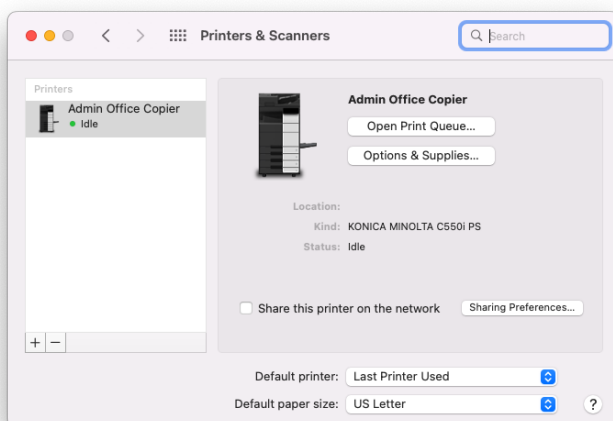 Printers & Scanners
Search
Printers
Admin Office Copier
Idle
Admin Office Copier
Open Print Queue...
Options & Supplies...
Location:
Kind: KONICA MINOLTA C550i PS
Status: Idle
Share this printer on the network
Sharing Preferences...
+ −
Default printer: Last Printer Used
Default paper size: US Letter
?